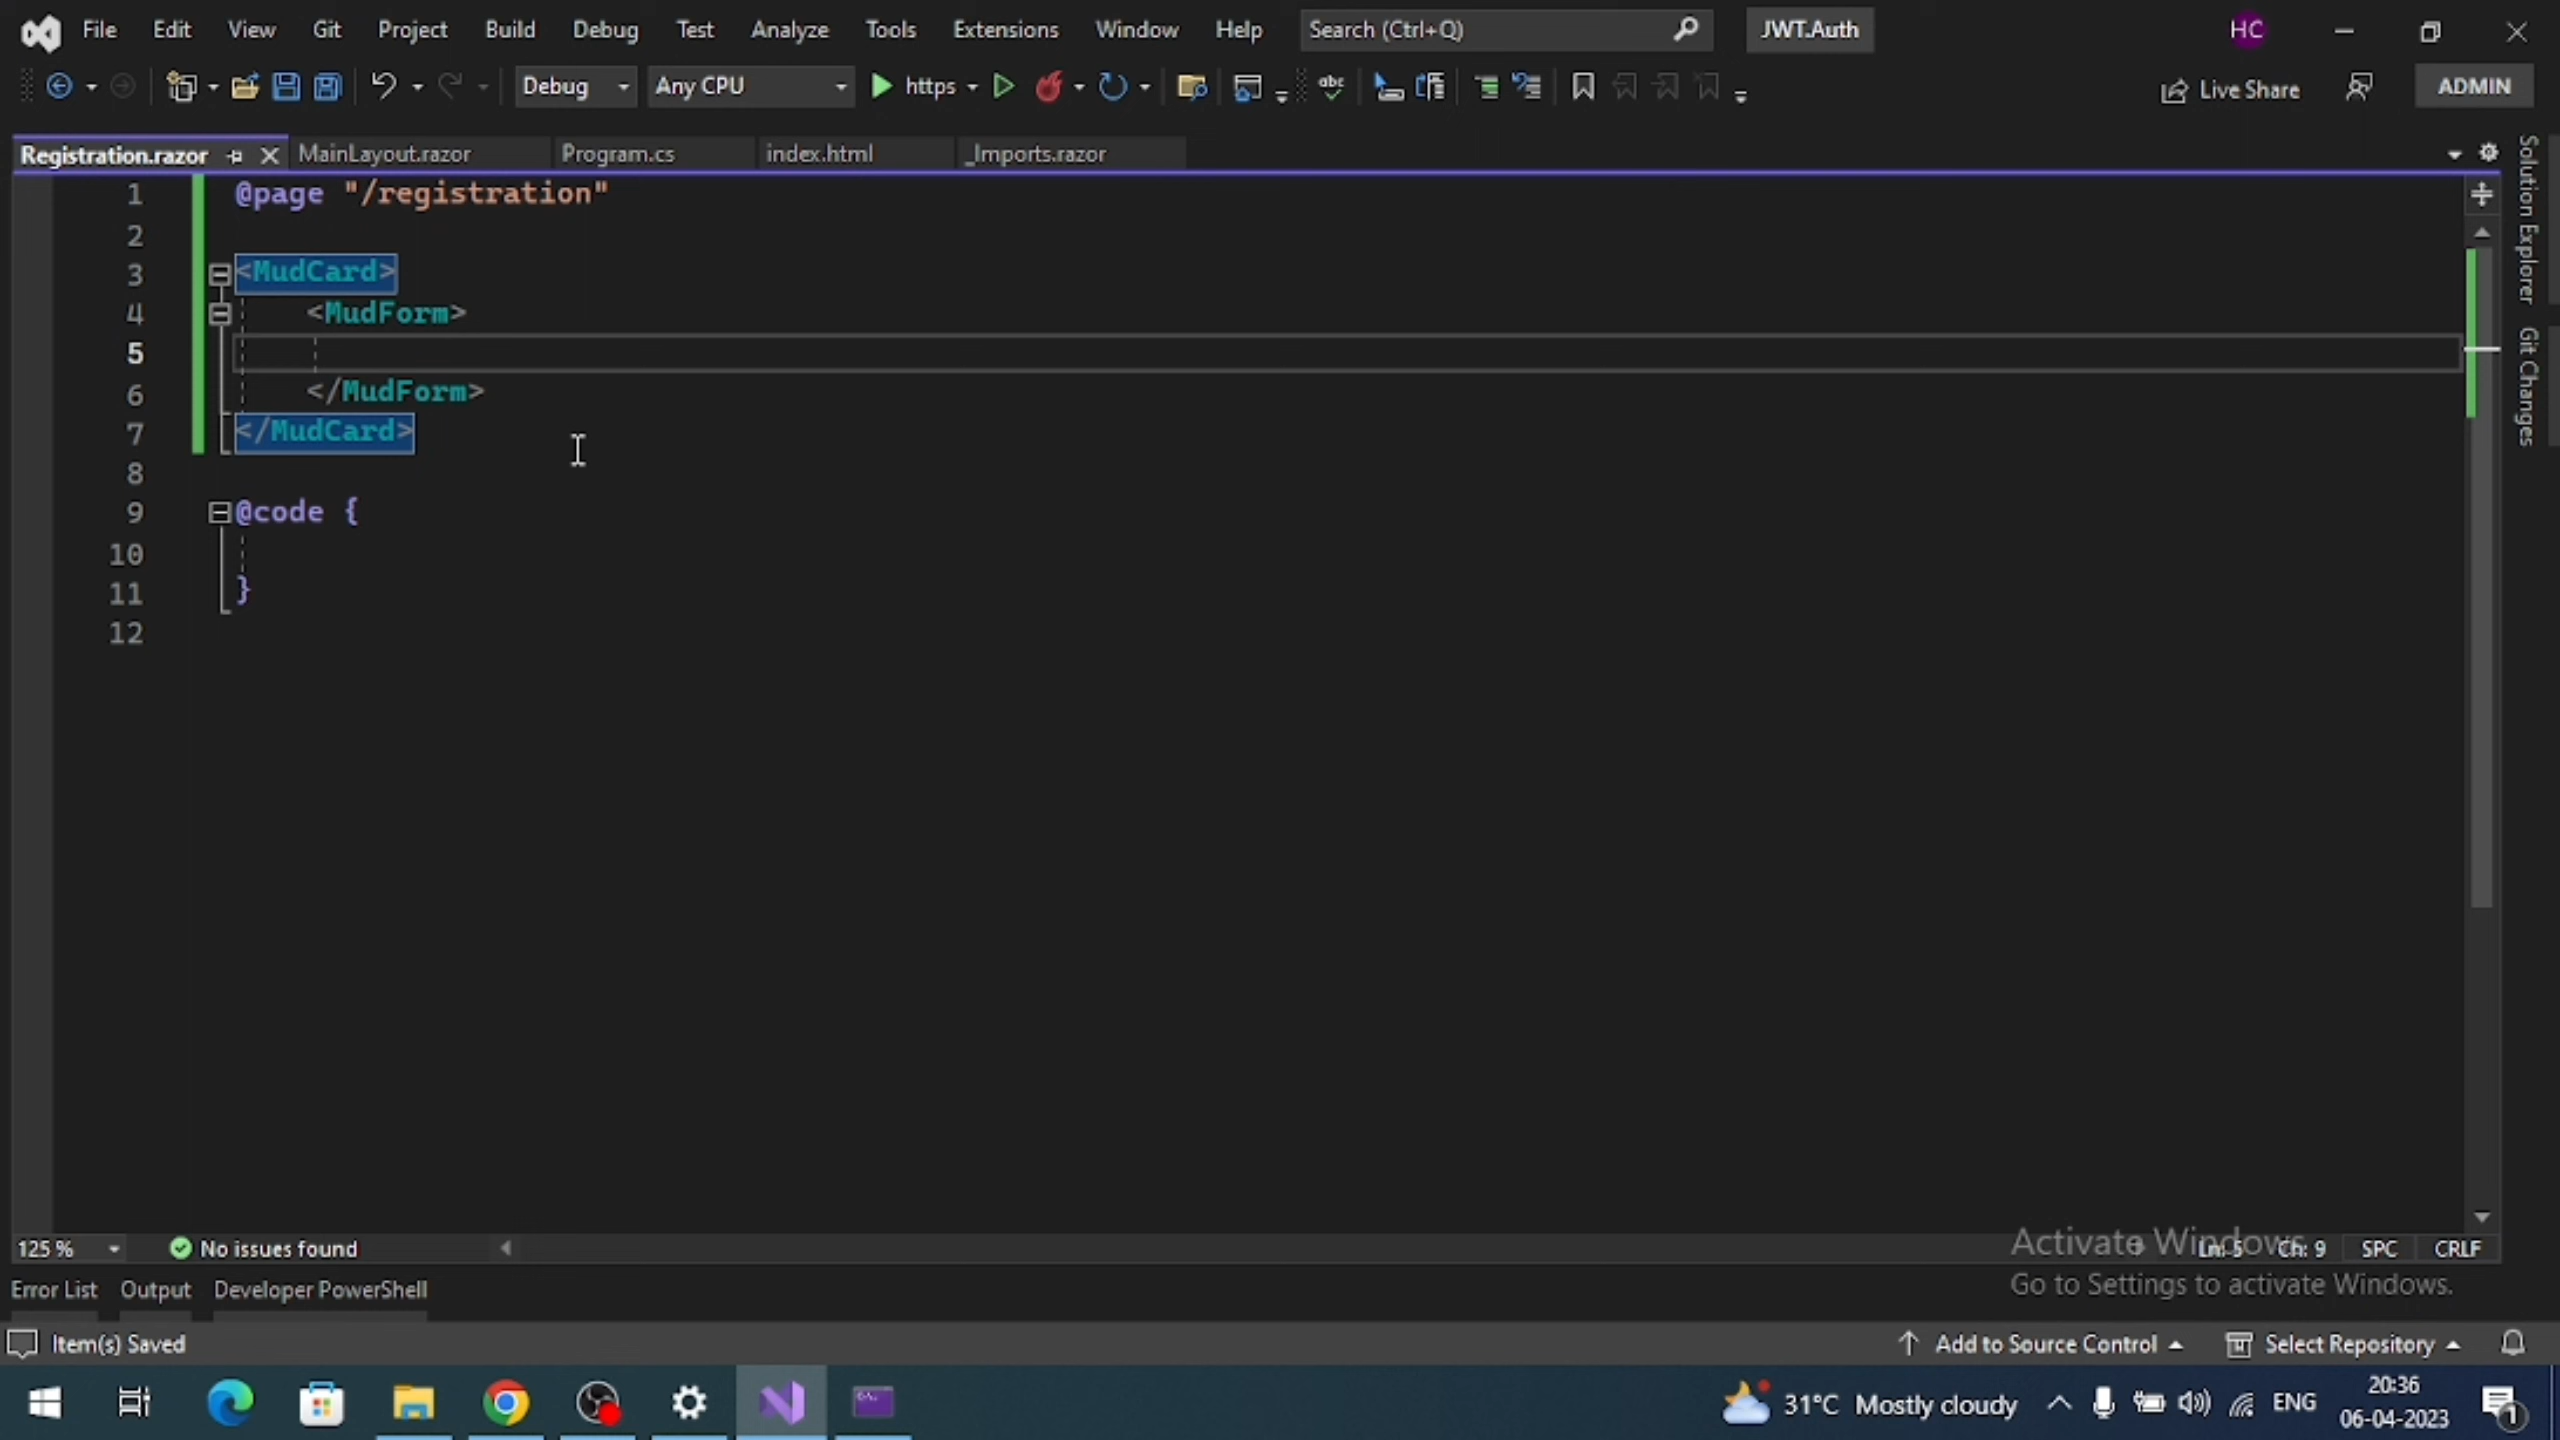 File Edit View Git Project Build Debug Test Analyze Tools Extensions Window Help Search (Ctrl+Q) JWT.Auth HC
Debug Any CPU https abc Live Share ADMIN
Registration.razor MainLayout.razor Program.cs index.html _Imports.razor
1 @page "/registration"
2
3 <MudCard>
4 <MudForm>
5
6 </MudForm>
7 </MudCard>
8
9 @code {
10
11 }
12
Solution Explorer
Git Changes
125 % No issues found Ln: 5 Ch: 9 SPC CRLF
Activate Windows
Go to Settings to activate Windows.
Error List Output Developer PowerShell
Item(s) Saved Add to Source Control Select Repository
31°C Mostly cloudy ENG 20:36
06-04-2023
1